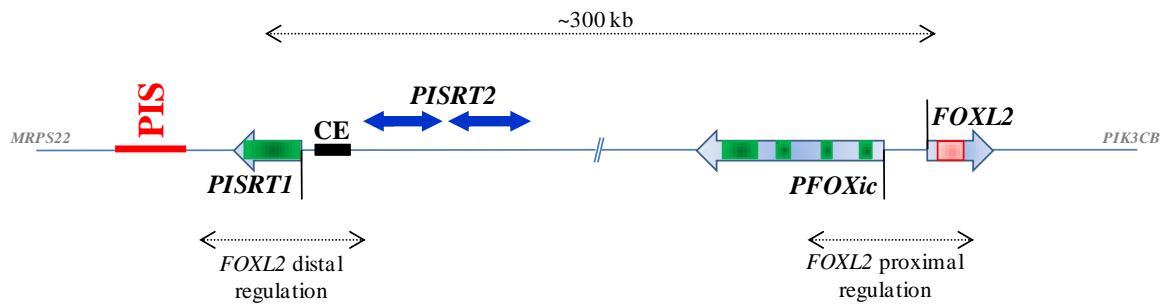 ~300 kb
PIS
PISRT2
CE
FOXL2
MRPS22
PIK3CB
PISRT1
PFOXic
FOXL2 distal
regulation
FOXL2 proximal
regulation